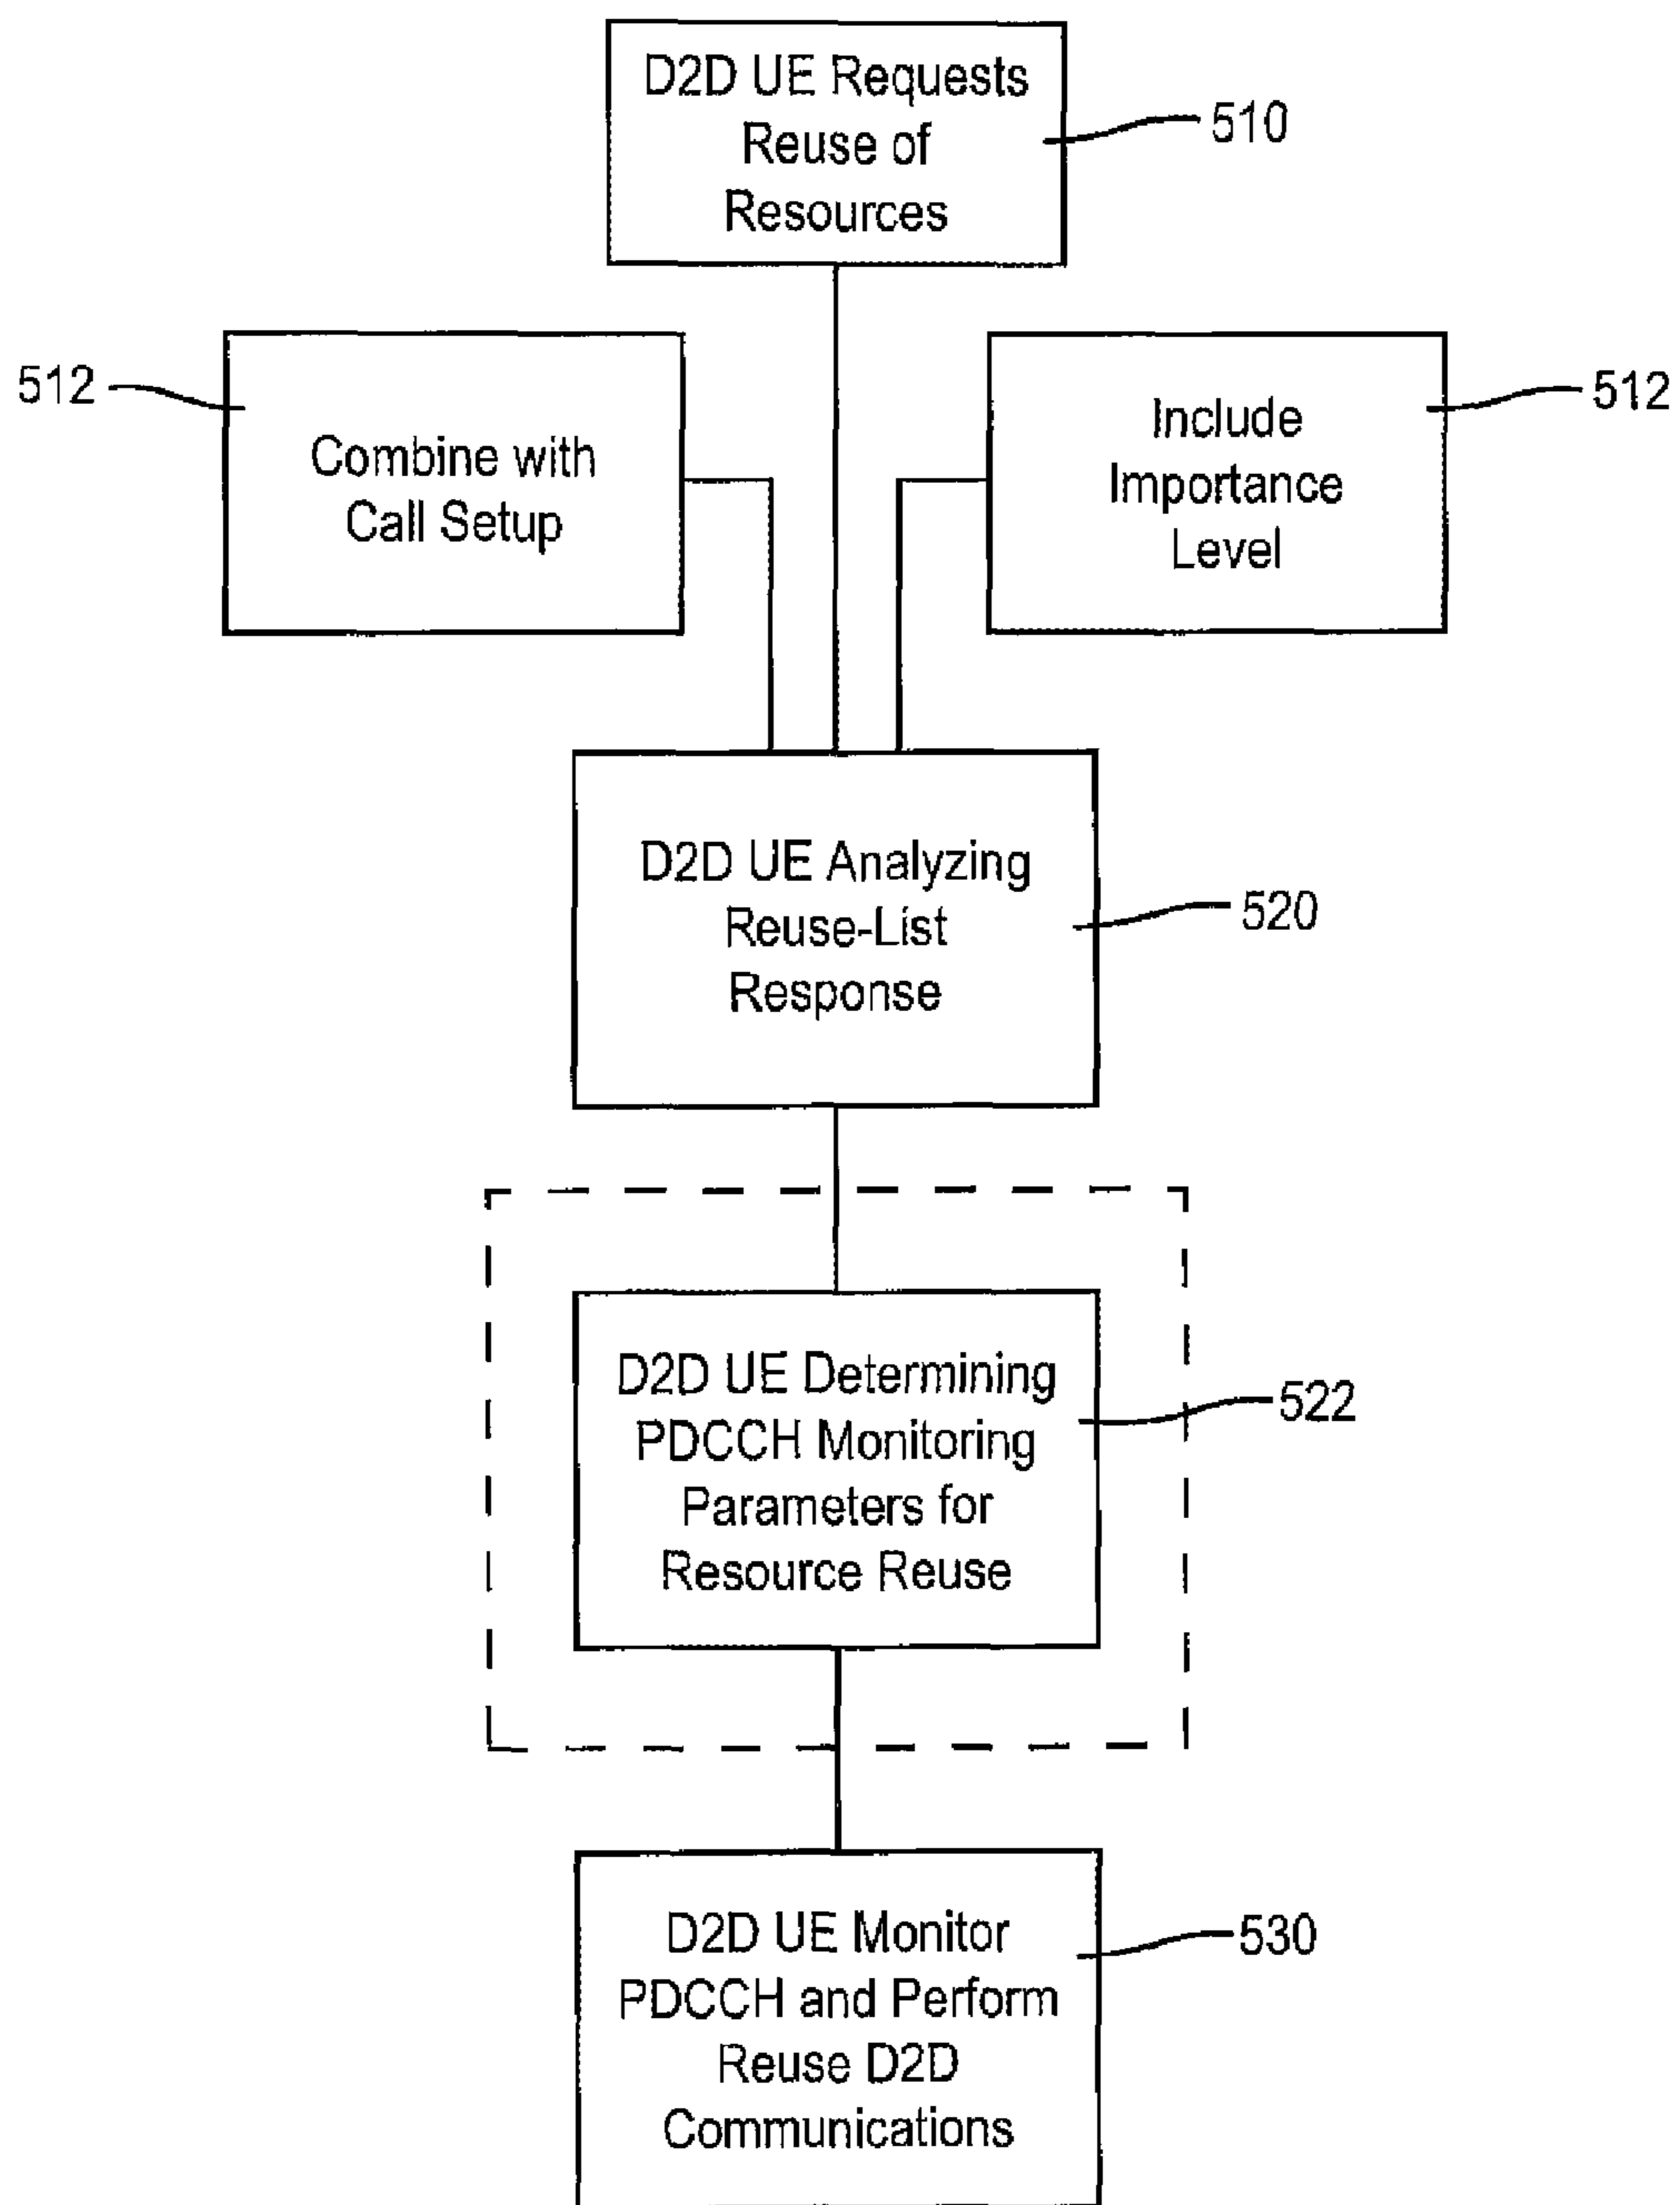 D2D UE Requests
Reuse of
Resources
510
512
Combine with
Call Setup
Include
Importance
Level
512
D2D UE Analyzing
Reuse-List
Response
520
D2D UE Determining
PDCCH Monitoring
Parameters for
Resource Reuse
522
D2D UE Monitor
PDCCH and Perform
Reuse D2D
Communications
530